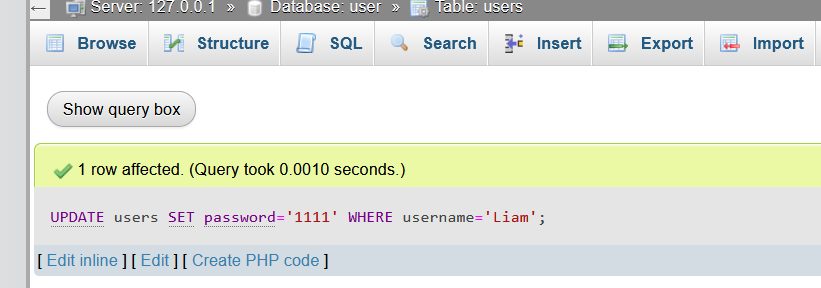 ← Server: 127.0.0.1 » Database: user » Table: users
Browse Structure SQL Search Insert Export Import
Show query box
1 row affected. (Query took 0.0010 seconds.)
UPDATE users SET password='1111' WHERE username='Liam';
[ Edit inline ] [ Edit ] [ Create PHP code ]